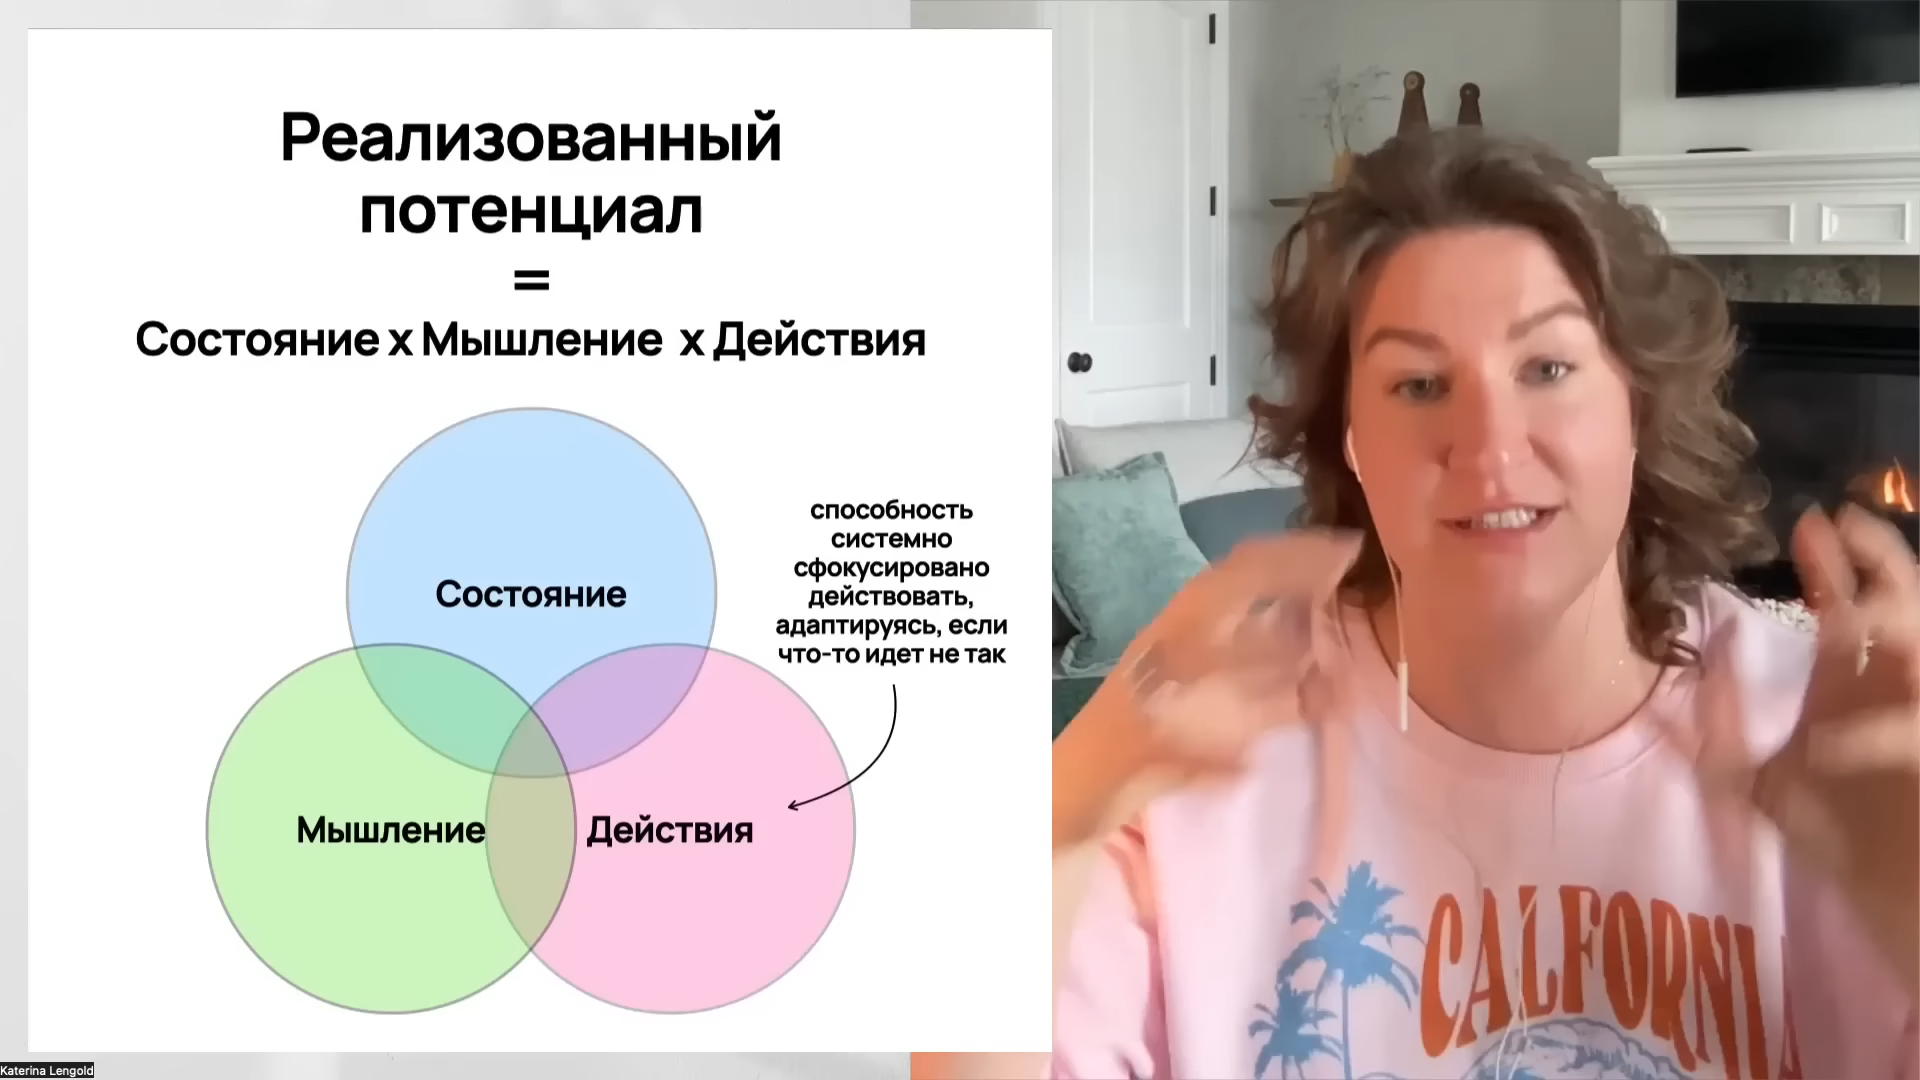 Реализованный
потенциал
=
Состояние х Мышление х Действия
Состояние
способность
системно
сфокусировано
действовать,
адаптируясь, если
что-то идет не так
Мышление
Действия
CALFORNIA
Katerina Lengold